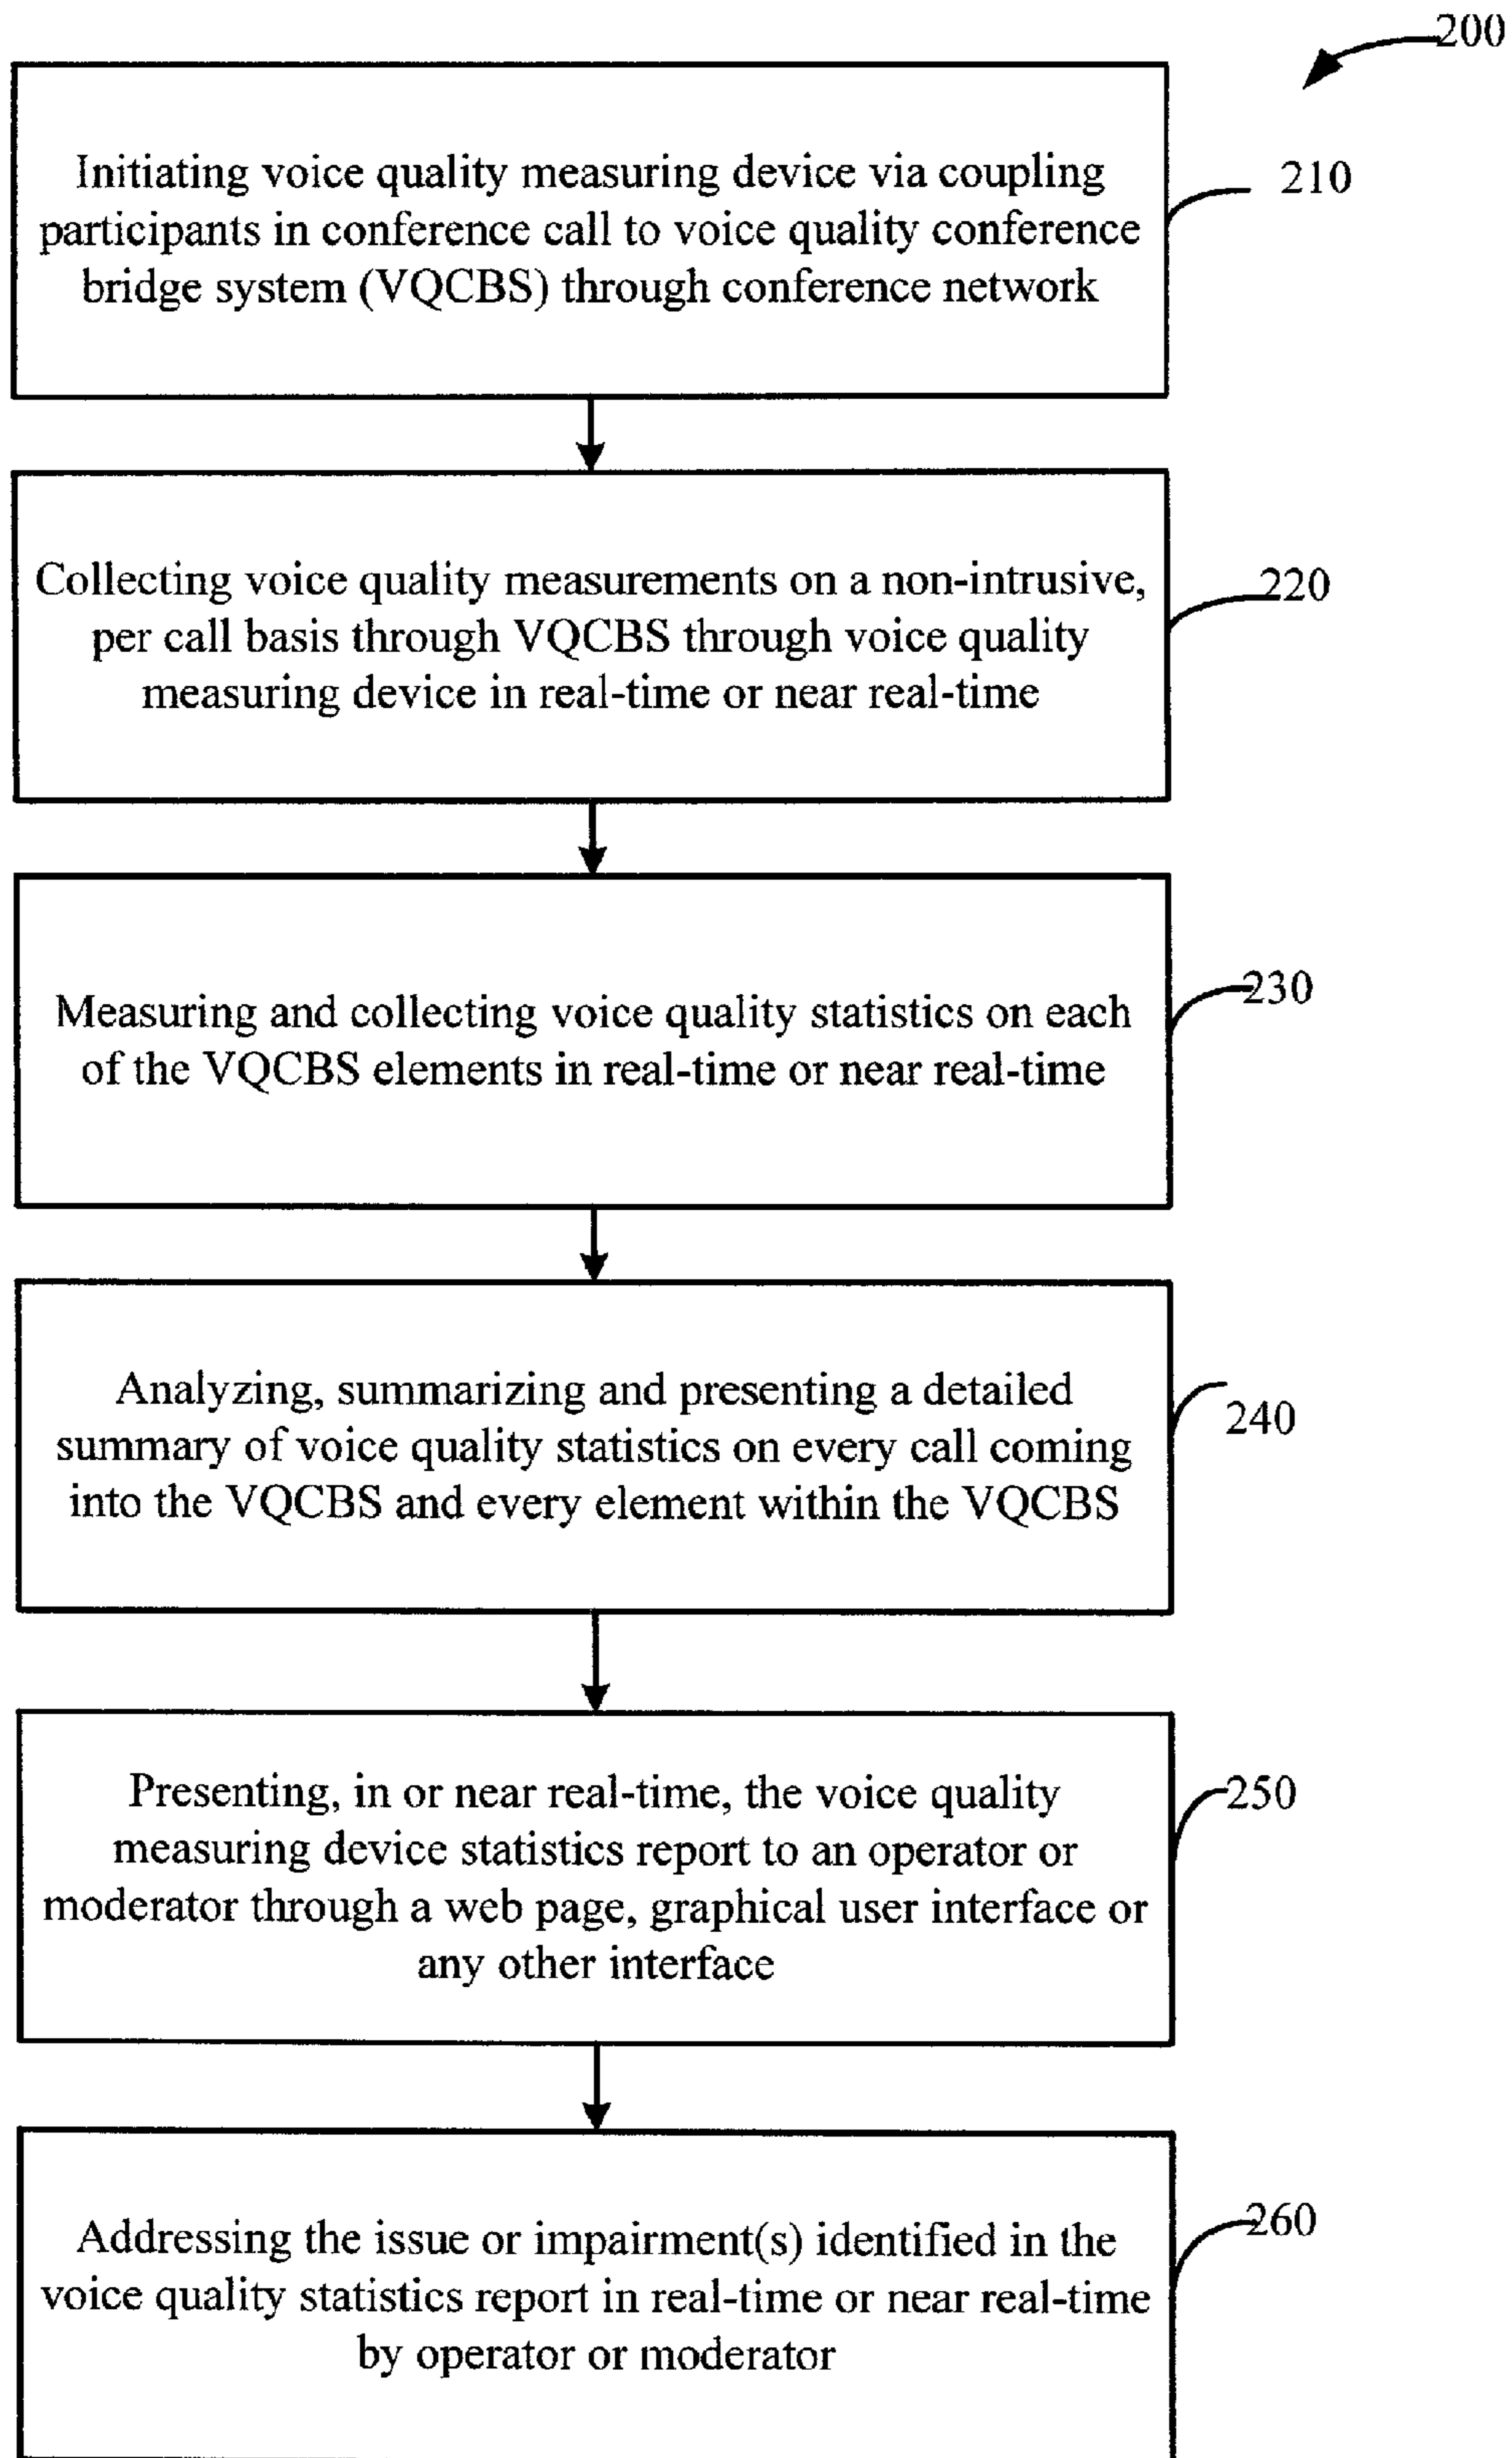 200
Initiating voice quality measuring device via coupling
participants in conference call to voice quality conference
bridge system (VQCBS) through conference network
210
Collecting voice quality measurements on a non-intrusive,
per call basis through VQCBS through voice quality
measuring device in real-time or near real-time
220
Measuring and collecting voice quality statistics on each
of the VQCBS elements in real-time or near real-time
230
Analyzing, summarizing and presenting a detailed
summary of voice quality statistics on every call coming
into the VQCBS and every element within the VQCBS
240
Presenting, in or near real-time, the voice quality
measuring device statistics report to an operator or
moderator through a web page, graphical user interface or
any other interface
250
Addressing the issue or impairment(s) identified in the
voice quality statistics report in real-time or near real-time
by operator or moderator
260